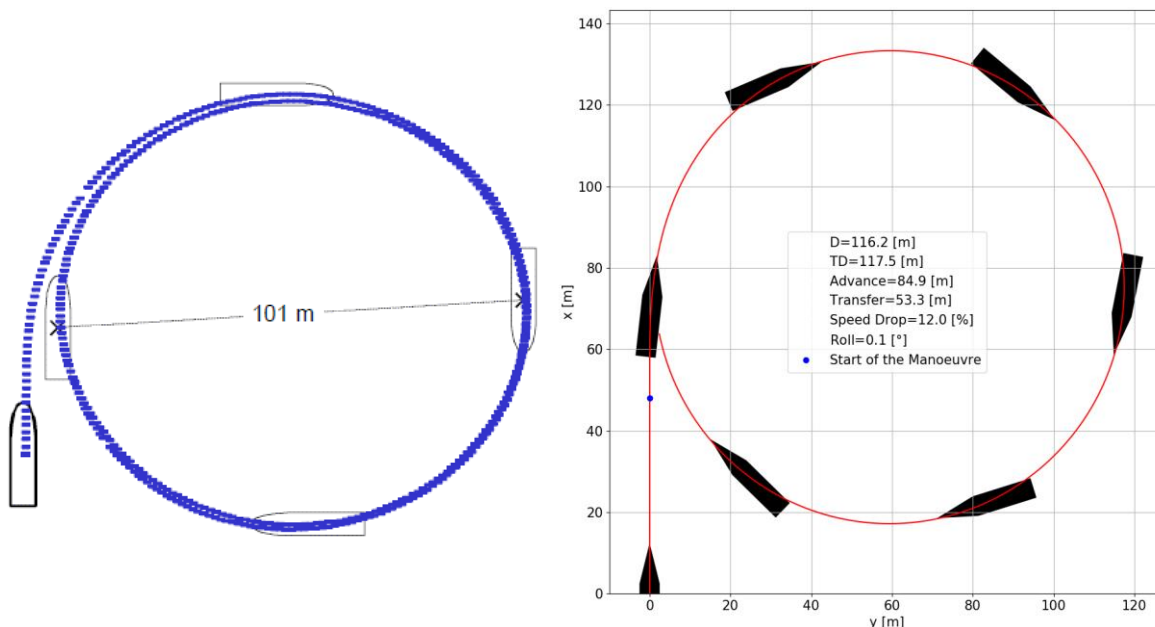 101 m
140
120
100
80
60
40
20
0
x [m]
D=116.2 [m]
TD=117.5 [m]
Advance=84.9 [m]
Transfer=53.3 [m]
Speed Drop=12.0 [%]
Roll=0.1 [°]
Start of the Manoeuvre
0 20 40 60 80 100 120
y [m]